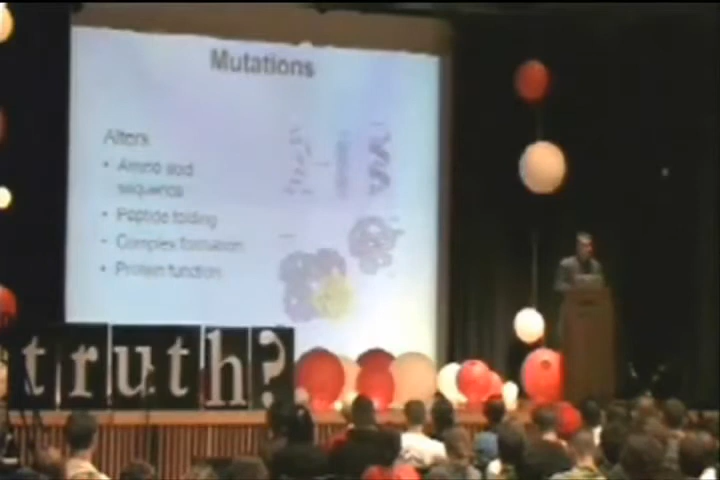 Mutations
Alters
• Amino acid
sequence
• Peptide folding
• Complex formation
• Protein function
truth?